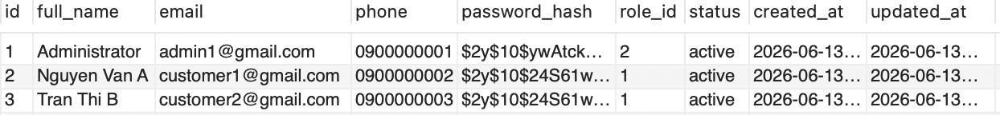 id full_name email phone password_hash role_id status created_at updated_at
1 Administrator admin1@gmail.com 0900000001 $2y$10$ywAtck... 2 active 2026-06-13... 2026-06-13...
2 Nguyen Van A customer1@gmail.com 0900000002 $2y$10$24S61w... 1 active 2026-06-13... 2026-06-13...
3 Tran Thi B customer2@gmail.com 0900000003 $2y$10$24S61w... 1 active 2026-06-13... 2026-06-13...